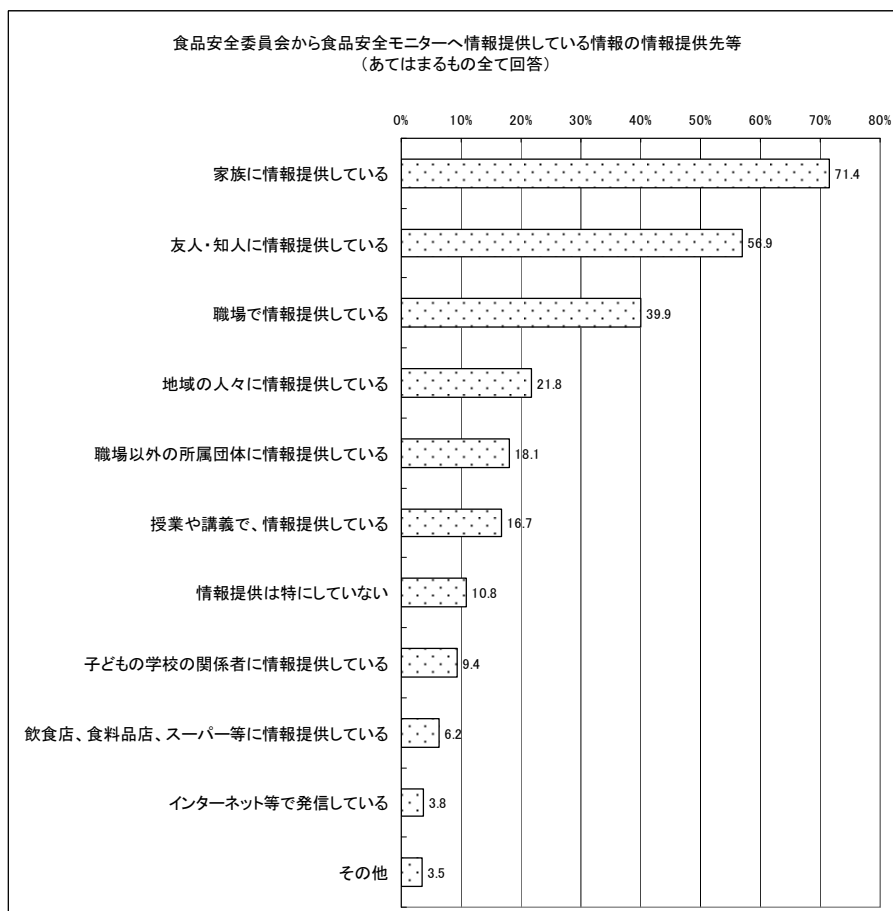 食品安全委員会から食品安全モニターへ情報提供している情報の情報提供先等
(あてはまるもの全て回答)
0% 10% 20% 30% 40% 50% 60% 70% 80%
家族に情報提供している 71.4
友人・知人に情報提供している 56.9
職場で情報提供している 39.9
地域の人々に情報提供している 21.8
職場以外の所属団体に情報提供している 18.1
授業や講義で、情報提供している 16.7
情報提供は特にしていない 10.8
子どもの学校の関係者に情報提供している 9.4
飲食店、食料品店、スーパー等に情報提供している 6.2
インターネット等で発信している 3.8
その他 3.5